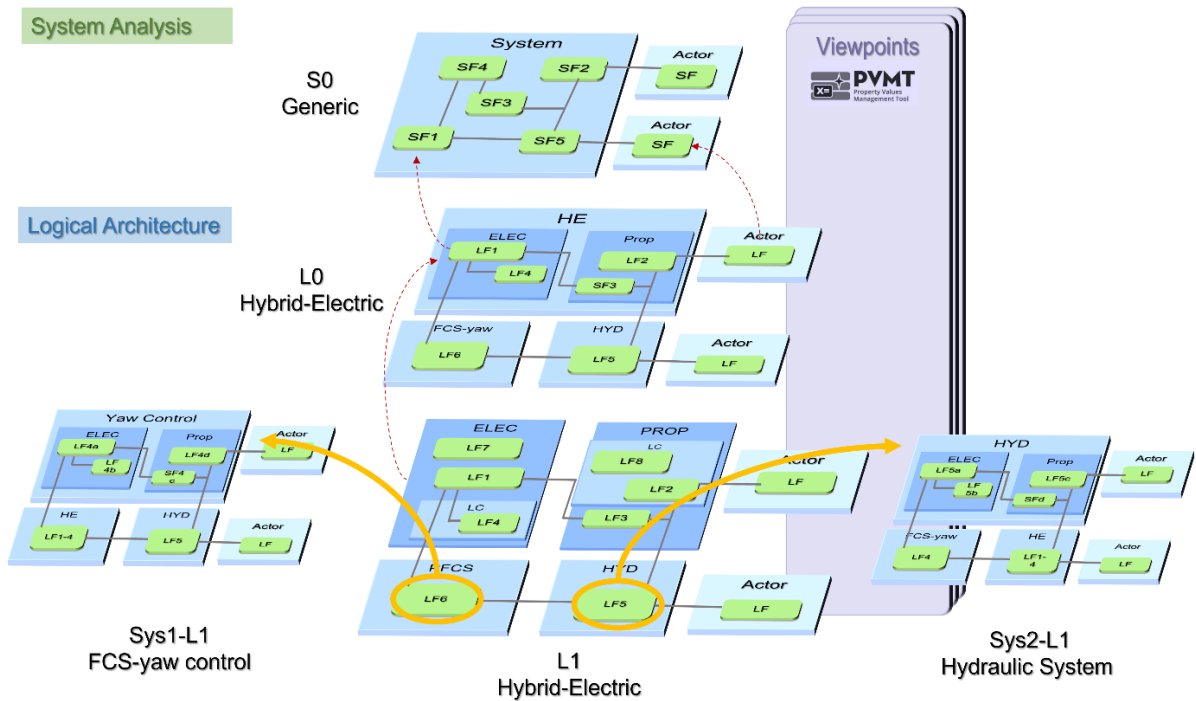 System Analysis
System
Actor
SF4
SF2
SF
SF3
SF1
SF5
Actor
SF
S0
Generic
Viewpoints
X=
PVMT
Property Values
Management Tool
Logical Architecture
HE
ELEC
LF1
LF4
Prop
LF2
SF3
Actor
LF
L0
Hybrid-Electric
FCS-yaw
LF6
HYD
LF5
Actor
LF
Yaw Control
ELEC
LF4a
LF
4b
Prop
LF4d
SF4
c
Actor
LF
HE
LF1-4
HYD
LF5
Actor
LF
Sys1-L1
FCS-yaw control
ELEC
LF7
LF1
LC
LF4
PROP
LC
LF8
LF2
LF3
Actor
LF
FCS
LF6
HYD
LF5
Actor
LF
L1
Hybrid-Electric
HYD
ELEC
LF5a
LF
5b
Prop
LF5c
SFd
Actor
LF
FCS-yaw
LF4
HE
LF1-
4
Actor
LF
Sys2-L1
Hydraulic System